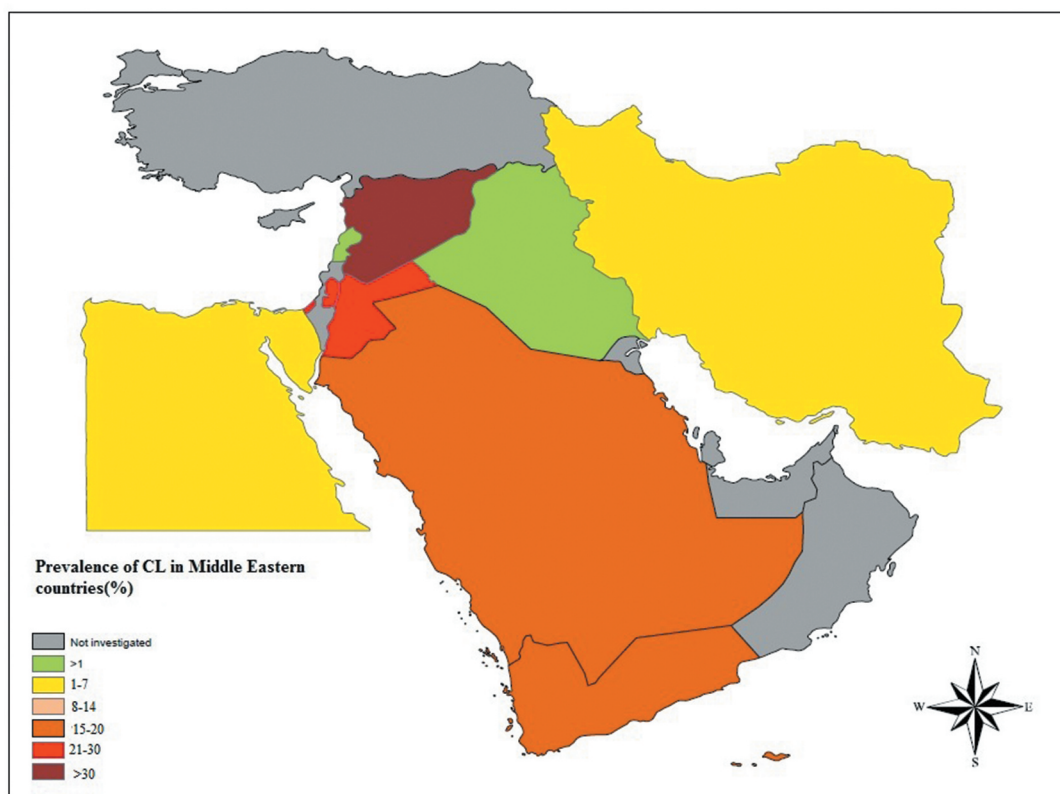 Prevalence of CL in Middle Eastern
countries(%)
Not investigated
>1
1-7
8-14
15-20
21-30
>30
N
W
E
S